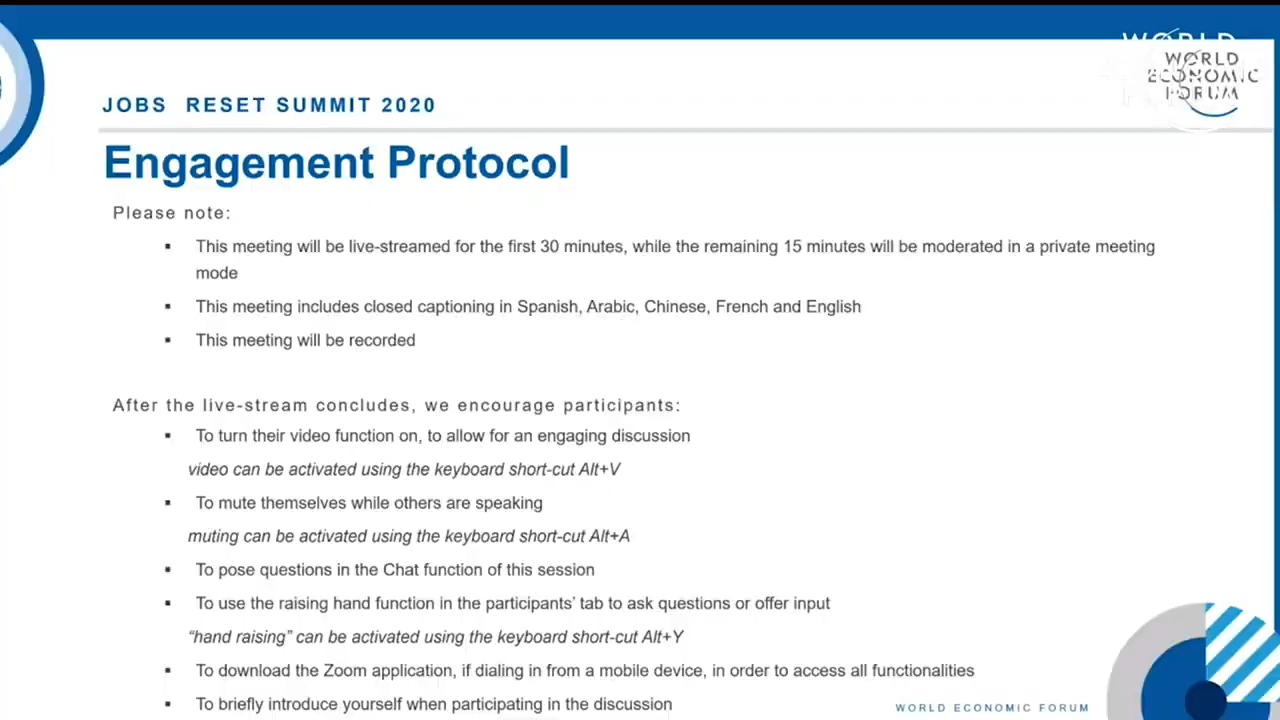 WORLD
WORLD
ECONOMIC
FORUM
JOBS RESET SUMMIT 2020
Engagement Protocol
Please note:
▪ This meeting will be live-streamed for the first 30 minutes, while the remaining 15 minutes will be moderated in a private meeting
mode
▪ This meeting includes closed captioning in Spanish, Arabic, Chinese, French and English
▪ This meeting will be recorded
After the live-stream concludes, we encourage participants:
▪ To turn their video function on, to allow for an engaging discussion
video can be activated using the keyboard short-cut Alt+V
▪ To mute themselves while others are speaking
muting can be activated using the keyboard short-cut Alt+A
▪ To pose questions in the Chat function of this session
▪ To use the raising hand function in the participants’ tab to ask questions or offer input
“hand raising” can be activated using the keyboard short-cut Alt+Y
▪ To download the Zoom application, if dialing in from a mobile device, in order to access all functionalities
▪ To briefly introduce yourself when participating in the discussion
WORLD ECONOMIC FORUM